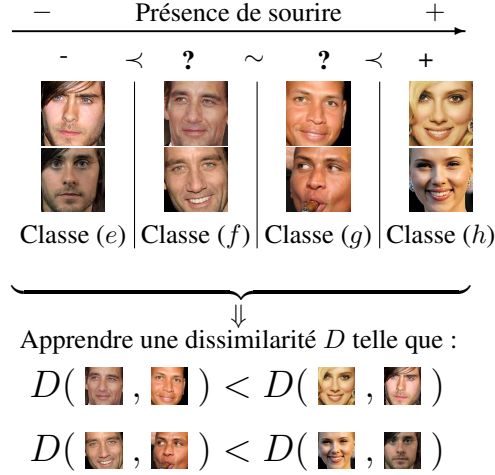 − Présence de sourire +
- ≺ ? ∼ ? ≺ +
Classe (e) Classe (f) Classe (g) Classe (h)
⇓
Apprendre une dissimilarité D telle que :
D( , ) < D( , )
D( , ) < D( , )